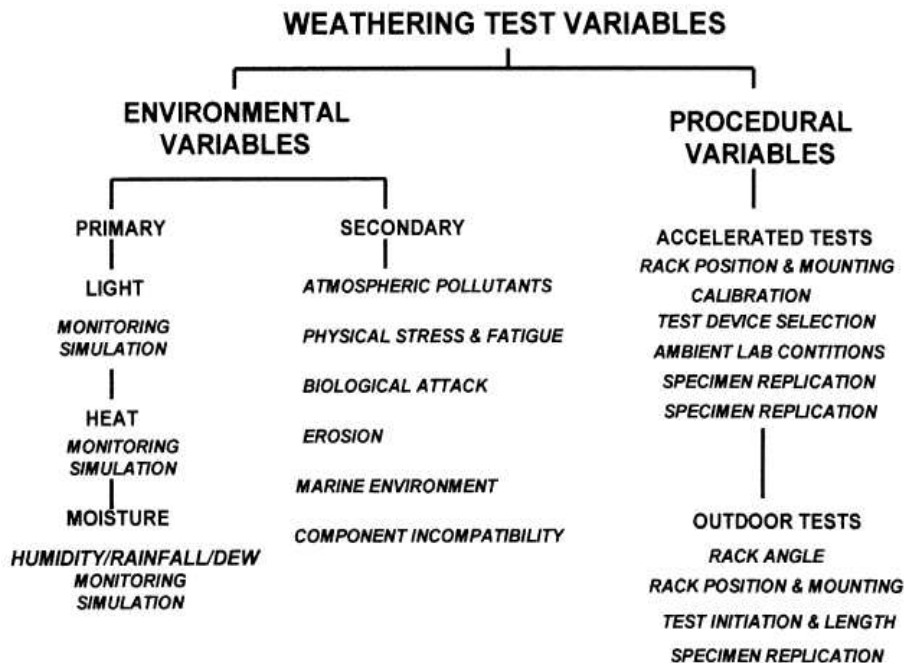 WEATHERING TEST VARIABLES
ENVIRONMENTAL
VARIABLES
PRIMARY
LIGHT
MONITORING
SIMULATION
HEAT
MONITORING
SIMULATION
MOISTURE
HUMIDITY/RAINFALL/DEW
MONITORING
SIMULATION
SECONDARY
ATMOSPHERIC POLLUTANTS
PHYSICAL STRESS & FATIGUE
BIOLOGICAL ATTACK
EROSION
MARINE ENVIRONMENT
COMPONENT INCOMPATIBILITY
PROCEDURAL
VARIABLES
ACCELERATED TESTS
RACK POSITION & MOUNTING
CALIBRATION
TEST DEVICE SELECTION
AMBIENT LAB CONTITIONS
SPECIMEN REPLICATION
SPECIMEN REPLICATION
OUTDOOR TESTS
RACK ANGLE
RACK POSITION & MOUNTING
TEST INITIATION & LENGTH
SPECIMEN REPLICATION